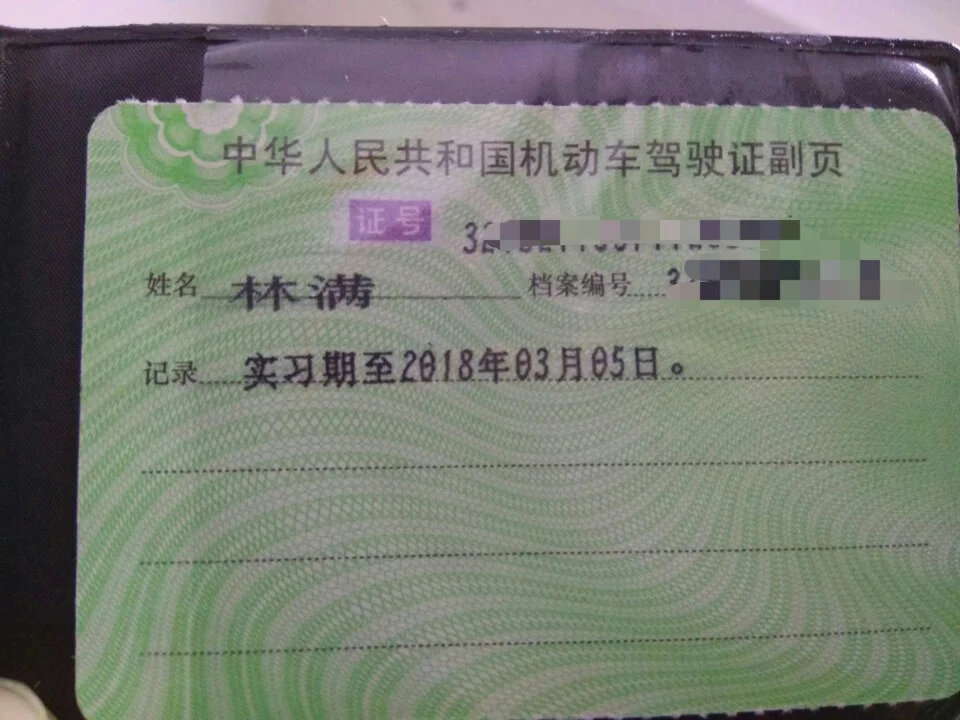 中华人民共和国机动车驾驶证副页
证号
姓名 林满 档案编号
记录 实习期至2018年03月05日。